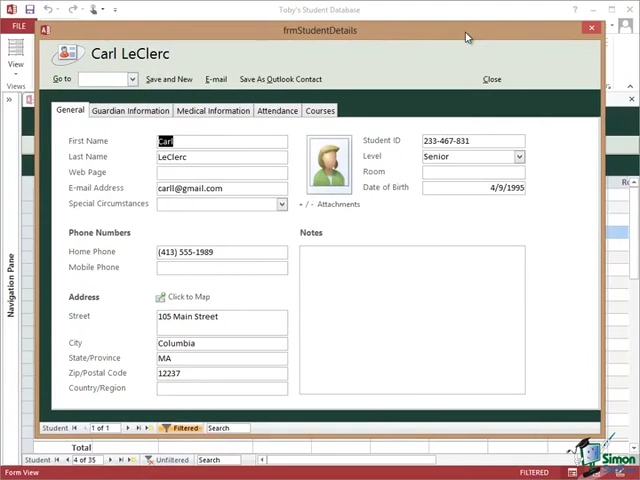 Toby's Student Database
FILE
frmStudentDetails
View
Views
Carl LeClerc
Go to
Save and New
E-mail
Save As Outlook Contact
Close
General
Guardian Information
Medical Information
Attendance
Courses
First Name
Carl
Last Name
LeClerc
Web Page
E-mail Address
carll@gmail.com
Special Circumstances
Student ID
233-467-831
Level
Senior
Room
Date of Birth
4/9/1995
+ / - Attachments
Phone Numbers
Home Phone
(413) 555-1989
Mobile Phone
Notes
Address
Click to Map
Street
105 Main Street
City
Columbia
State/Province
MA
Zip/Postal Code
12237
Country/Region
Navigation Pane
Student
1 of 1
Filtered
Search
Total
Student
4 of 35
Unfiltered
Search
Form View
FILTERED
Simon